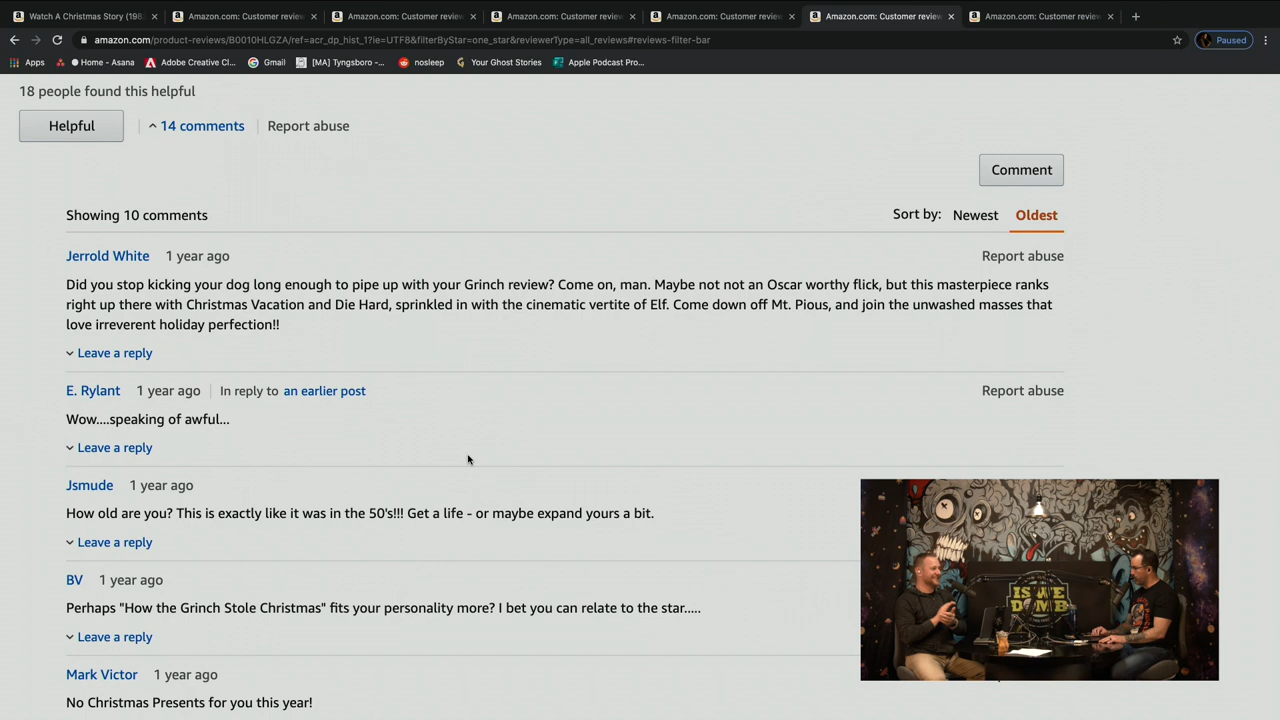 Watch A Christmas Story (198
Amazon.com: Customer review
Amazon.com: Customer review
Amazon.com: Customer review
Amazon.com: Customer review
Amazon.com: Customer review
Amazon.com: Customer review
amazon.com/product-reviews/B0010HLGZA/ref=acr_dp_hist_1?ie=UTF8&filterByStar=one_star&reviewerType=all_reviews#reviews-filter-bar
Paused
Apps
Home - Asana
Adobe Creative Cl...
Gmail
[MA] Tyngsboro -...
nosleep
Your Ghost Stories
Apple Podcast Pro...
18 people found this helpful
Helpful
14 comments
Report abuse
Comment
Showing 10 comments
Sort by: Newest Oldest
Jerrold White 1 year ago Report abuse
Did you stop kicking your dog long enough to pipe up with your Grinch review? Come on, man. Maybe not not an Oscar worthy flick, but this masterpiece ranks
right up there with Christmas Vacation and Die Hard, sprinkled in with the cinematic vertite of Elf. Come down off Mt. Pious, and join the unwashed masses that
love irreverent holiday perfection!!
Leave a reply
E. Rylant 1 year ago In reply to an earlier post Report abuse
Wow....speaking of awful...
Leave a reply
Jsmude 1 year ago
How old are you? This is exactly like it was in the 50's!!! Get a life - or maybe expand yours a bit.
Leave a reply
BV 1 year ago
Perhaps "How the Grinch Stole Christmas" fits your personality more? I bet you can relate to the star.....
Leave a reply
Mark Victor 1 year ago
No Christmas Presents for you this year!